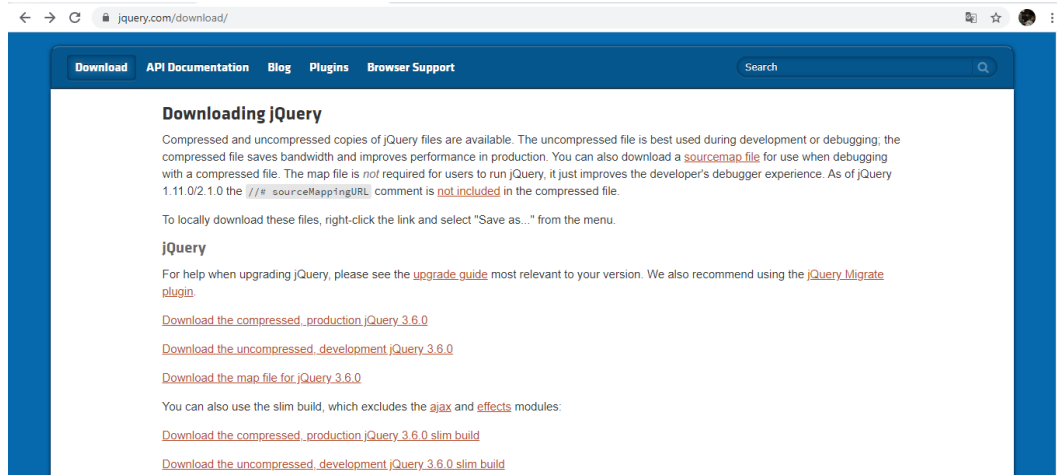 jquery.com/download/
Download API Documentation Blog Plugins Browser Support Search
Downloading jQuery
Compressed and uncompressed copies of jQuery files are available. The uncompressed file is best used during development or debugging; the
compressed file saves bandwidth and improves performance in production. You can also download a sourcemap file for use when debugging
with a compressed file. The map file is not required for users to run jQuery, it just improves the developer's debugger experience. As of jQuery
1.11.0/2.1.0 the //# sourceMappingURL comment is not included in the compressed file.
To locally download these files, right-click the link and select "Save as..." from the menu.
jQuery
For help when upgrading jQuery, please see the upgrade guide most relevant to your version. We also recommend using the jQuery Migrate
plugin.
Download the compressed, production jQuery 3.6.0
Download the uncompressed, development jQuery 3.6.0
Download the map file for jQuery 3.6.0
You can also use the slim build, which excludes the ajax and effects modules:
Download the compressed, production jQuery 3.6.0 slim build
Download the uncompressed, development jQuery 3.6.0 slim build